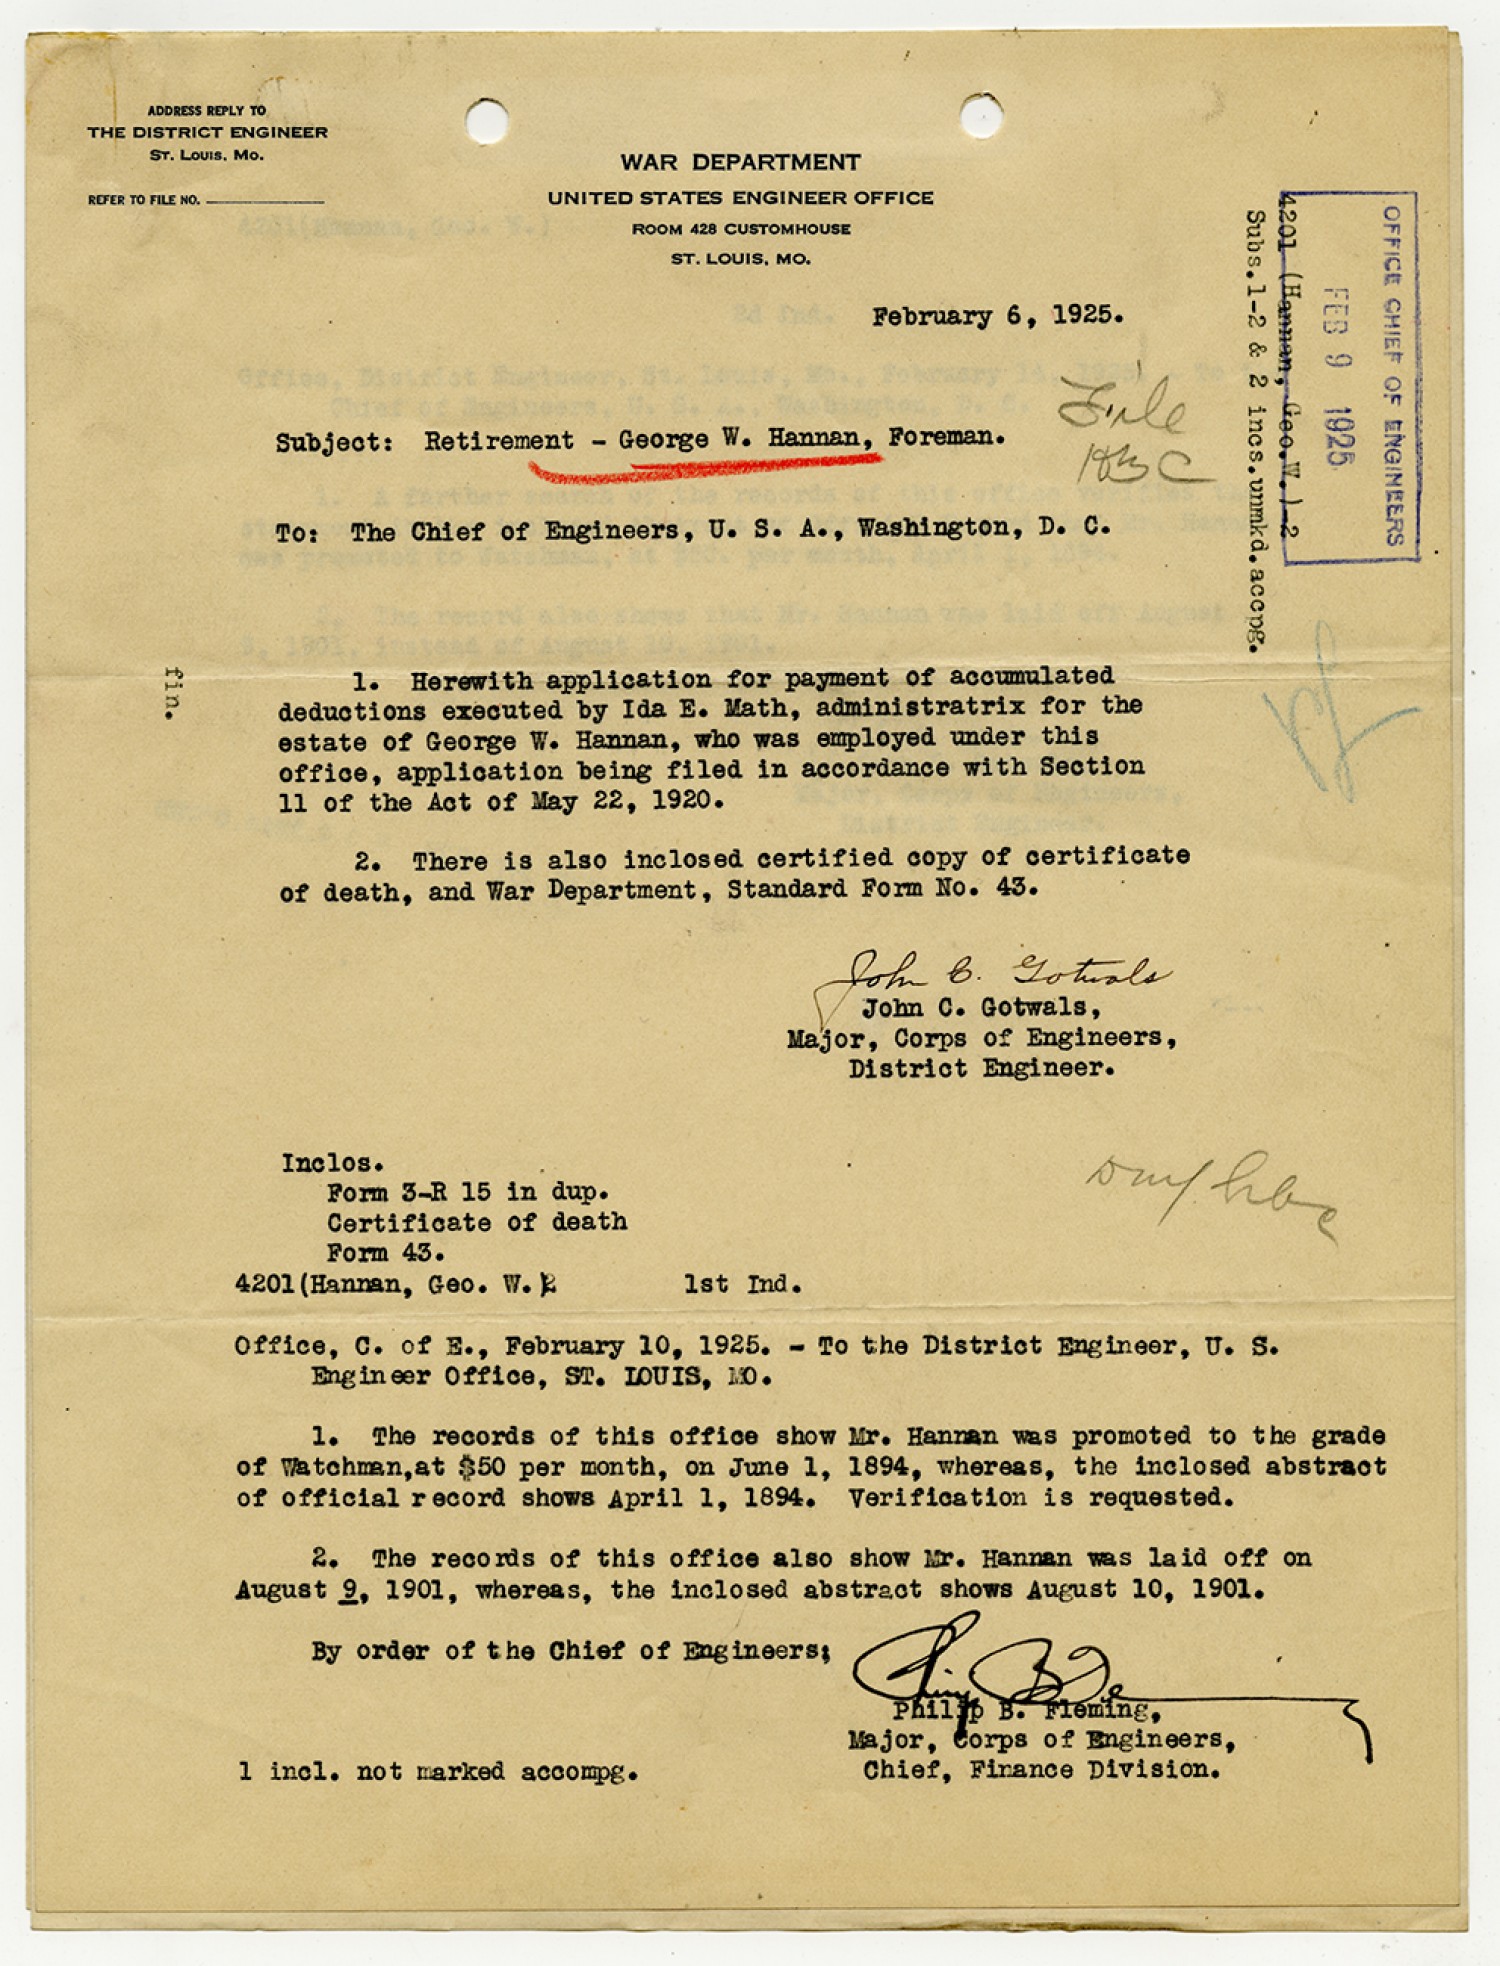 ADDRESS REPLY TO
THE DISTRICT ENGINEER
ST. LOUIS, MO.
REFER TO FILE NO.
WAR DEPARTMENT
UNITED STATES ENGINEER OFFICE
ROOM 428 CUSTOMHOUSE
ST. LOUIS, MO.
OFFICE CHIEF OF ENGINEERS
FEB 9 1925
4201 (Hannan, Geo.W.)-2
Subs.1-2 & 2 incs.unmkd.accpg.
February 6, 1925.
File
HBC
Subject: Retirement - George W. Hannan, Foreman.
To: The Chief of Engineers, U. S. A., Washington, D. C.
fin.
1. Herewith application for payment of accumulated
deductions executed by Ida E. Math, administratrix for the
estate of George W. Hannan, who was employed under this
office, application being filed in accordance with Section
11 of the Act of May 22, 1920.
2. There is also inclosed certified copy of certificate
of death, and War Department, Standard Form No. 43.
John C. Gotwals
John C. Gotwals,
Major, Corps of Engineers,
District Engineer.
Inclos.
Form 3-R 15 in dup.
Certificate of death
Form 43.
4201(Hannan, Geo. W.)2 1st Ind.
Office, C. of E., February 10, 1925. - To the District Engineer, U. S.
Engineer Office, ST. LOUIS, MO.
1. The records of this office show Mr. Hannan was promoted to the grade
of Watchman,at $50 per month, on June 1, 1894, whereas, the inclosed abstract
of official record shows April 1, 1894. Verification is requested.
2. The records of this office also show Mr. Hannan was laid off on
August 9, 1901, whereas, the inclosed abstract shows August 10, 1901.
By order of the Chief of Engineers;
Philip B. Fleming,
Major, Corps of Engineers,
Chief, Finance Division.
1 incl. not marked accompg.